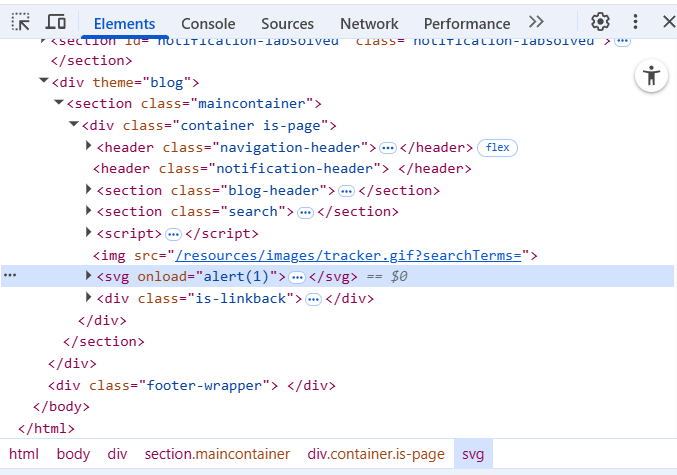 Elements Console Sources Network Performance
<section id="notification-labsolved" class="notification-labsolved">
</section>
<div theme="blog">
<section class="maincontainer">
<div class="container is-page">
<header class="navigation-header"> … </header> flex
<header class="notification-header"> </header>
<section class="blog-header"> … </section>
<section class="search"> … </section>
<script> … </script>
<img src="/resources/images/tracker.gif?searchTerms=">
… <svg onload="alert(1)"> … </svg> == $0
<div class="is-linkback"> … </div>
</div>
</section>
</div>
<div class="footer-wrapper"> </div>
</body>
</html>
html body div section.maincontainer div.container.is-page svg